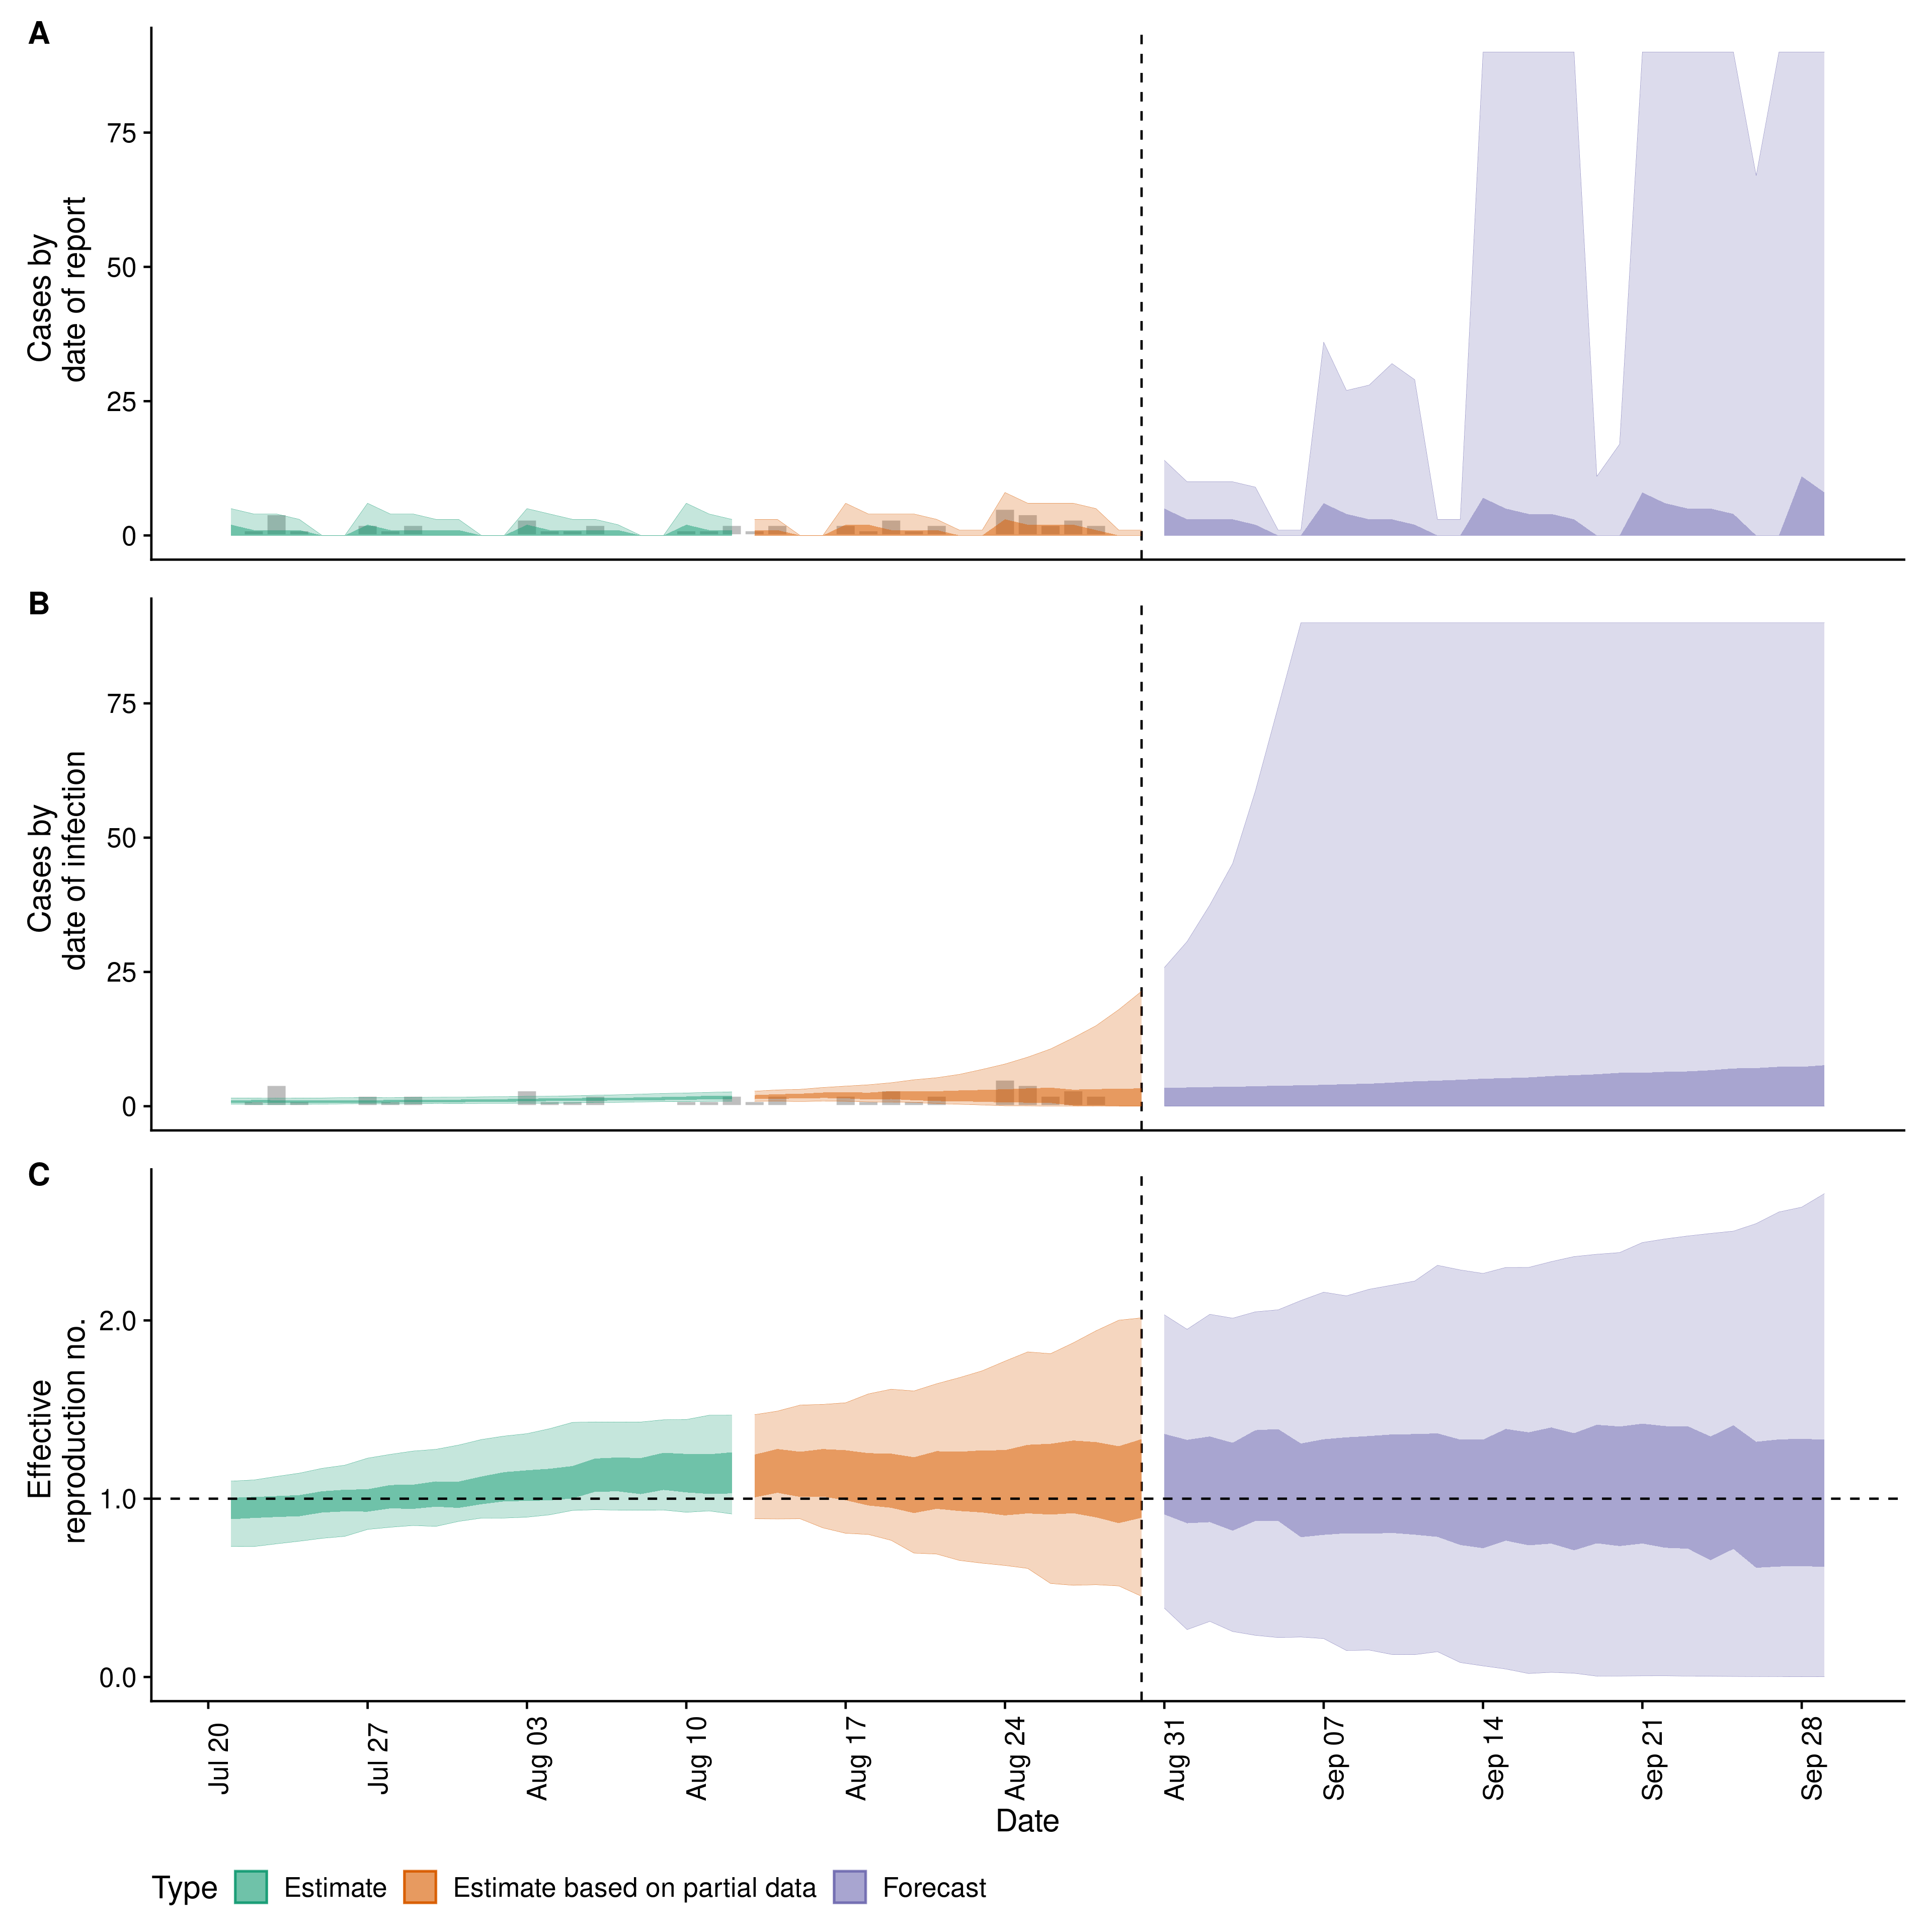 A
Cases by
date of report
75
50
25
0
B
Cases by
date of infection
75
50
25
0
C
Effective
reproduction no.
2.0
1.0
0.0
Jul 20
Jul 27
Aug 03
Aug 10
Aug 17
Aug 24
Aug 31
Sep 07
Sep 14
Sep 21
Sep 28
Date
Type
Estimate
Estimate based on partial data
Forecast